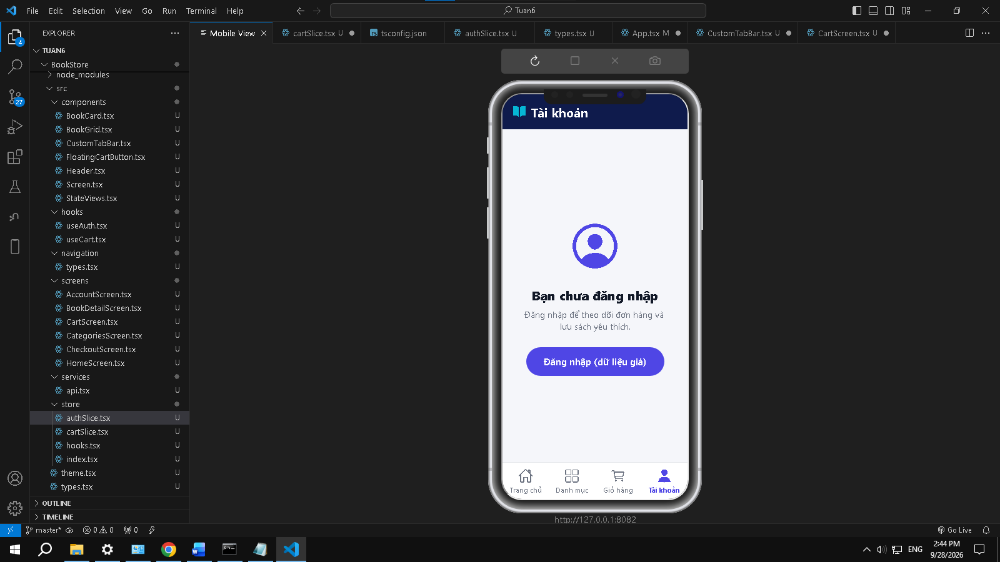 File Edit Selection View Go Run Terminal Help
Tuan6
EXPLORER
Mobile View
cartSlice.tsx U
tsconfig.json
authSlice.tsx U
types.tsx U
App.tsx M
CustomTabBar.tsx U
CartScreen.tsx U
TUAN6
BookStore
node_modules
src
components
BookCard.tsx U
BookGrid.tsx U
CustomTabBar.tsx U
FloatingCartButton.tsx U
Header.tsx U
Screen.tsx U
StateViews.tsx U
hooks
useAuth.tsx U
useCart.tsx U
navigation
types.tsx U
screens
AccountScreen.tsx U
BookDetailScreen.tsx U
CartScreen.tsx U
CategoriesScreen.tsx U
CheckoutScreen.tsx U
HomeScreen.tsx U
services
api.tsx U
store
authSlice.tsx U
cartSlice.tsx U
hooks.tsx U
index.tsx U
theme.tsx U
types.tsx U
OUTLINE
TIMELINE
4
27
Tài khoản
Bạn chưa đăng nhập
Đăng nhập để theo dõi đơn hàng và
lưu sách yêu thích.
Đăng nhập (dữ liệu giả)
Trang chủ Danh mục Giỏ hàng Tài khoản
http://127.0.0.1:8082
master* 0 0 0
Go Live
ENG
2:44 PM
9/28/2026